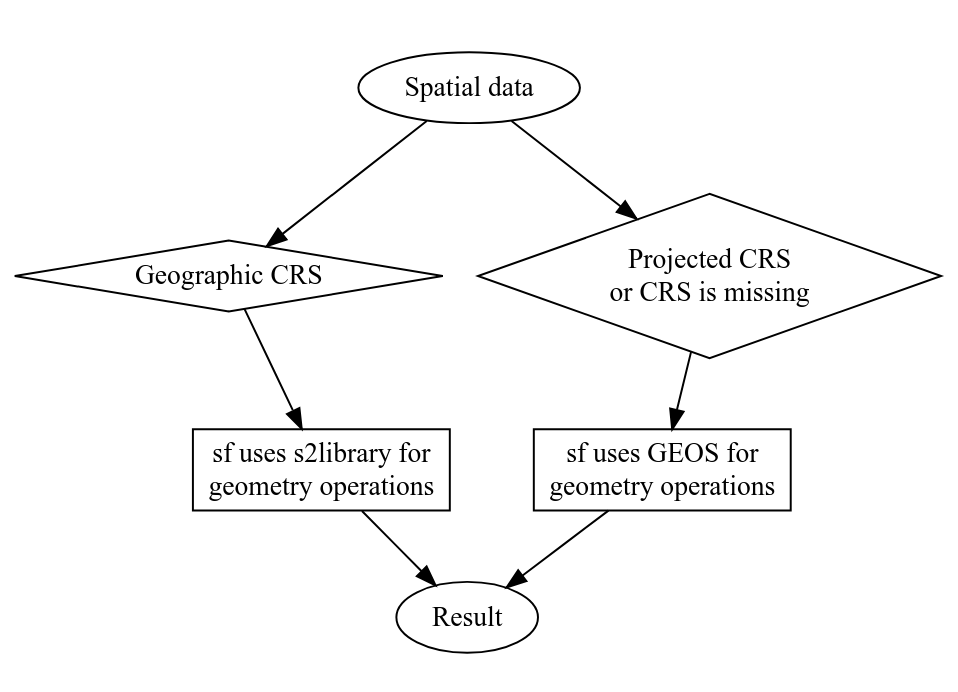 Spatial data
Geographic CRS
Projected CRS
or CRS is missing
sf uses s2library for
geometry operations
sf uses GEOS for
geometry operations
Result